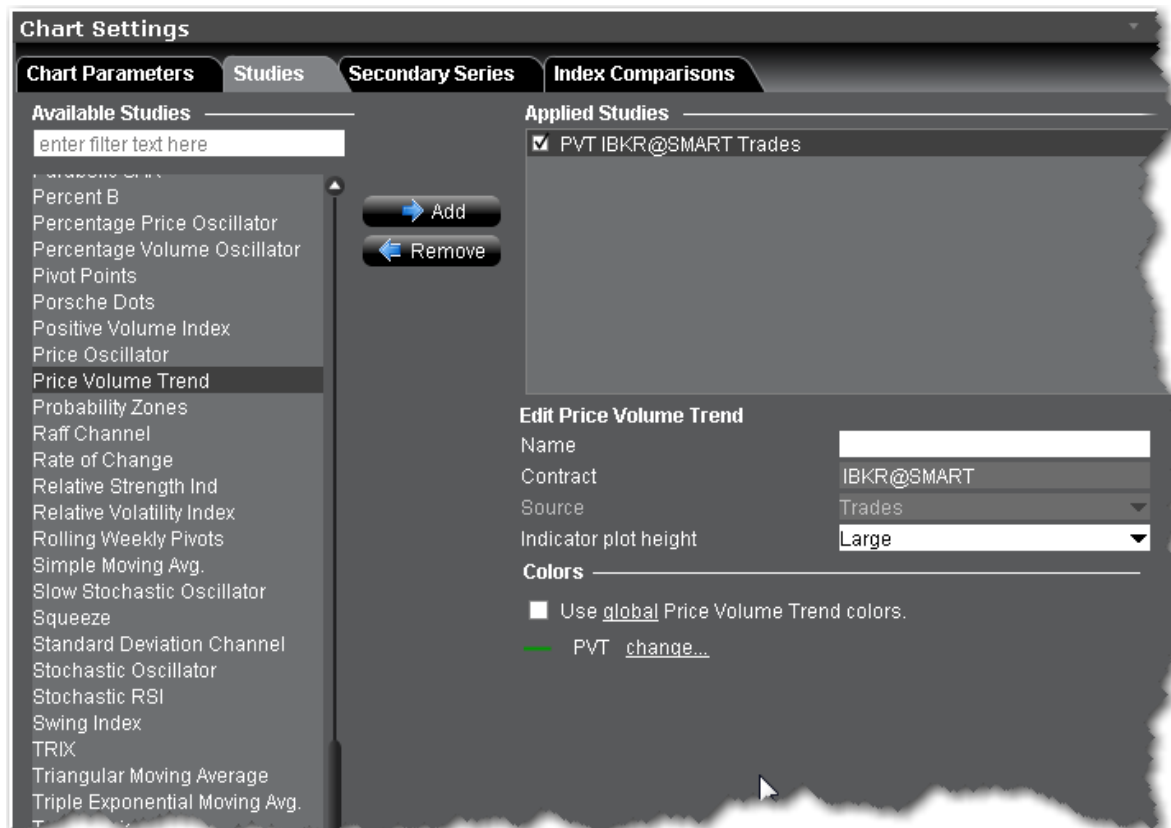 Chart Settings
Chart Parameters
Studies
Secondary Series
Index Comparisons
Available Studies
enter filter text here
Percent B
Percentage Price Oscillator
Percentage Volume Oscillator
Pivot Points
Porsche Dots
Positive Volume Index
Price Oscillator
Price Volume Trend
Probability Zones
Raff Channel
Rate of Change
Relative Strength Ind
Relative Volatility Index
Rolling Weekly Pivots
Simple Moving Avg.
Slow Stochastic Oscillator
Squeeze
Standard Deviation Channel
Stochastic Oscillator
Stochastic RSI
Swing Index
TRIX
Triangular Moving Average
Triple Exponential Moving Avg.
Add
Remove
Applied Studies
PVT IBKR@SMART Trades
Edit Price Volume Trend
Name
Contract IBKR@SMART
Source Trades
Indicator plot height Large
Colors
Use global Price Volume Trend colors.
PVT change...